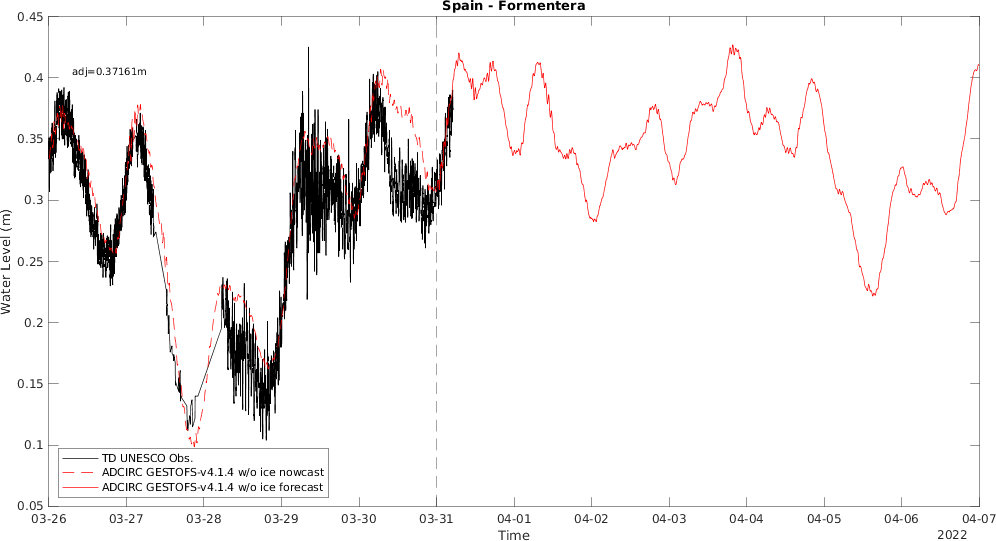 Spain - Formentera
0.45
0.4
0.35
0.3
0.25
0.2
0.15
0.1
0.05
Water Level (m)
adj=0.37161m
TD UNESCO Obs.
ADCIRC GESTOFS-v4.1.4 w/o ice nowcast
ADCIRC GESTOFS-v4.1.4 w/o ice forecast
03-26 03-27 03-28 03-29 03-30 03-31 04-01 04-02 04-03 04-04 04-05 04-06 04-07
Time
2022